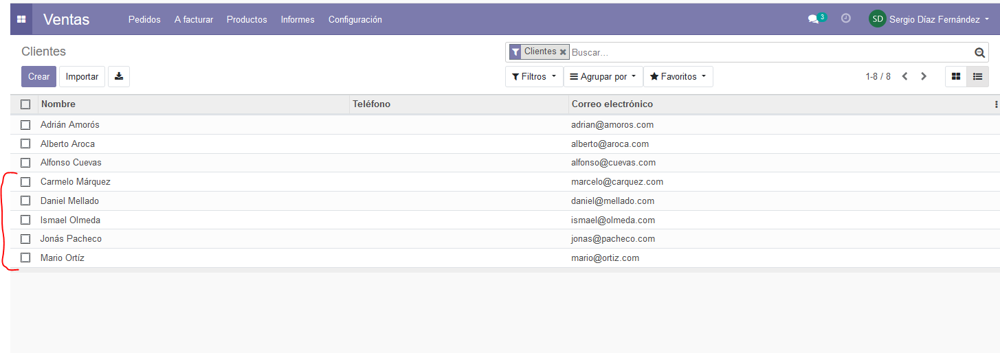 Ventas Pedidos A facturar Productos Informes Configuración 3 SD Sergio Díaz Fernández
Clientes Clientes Buscar...
Crear Importar Filtros Agrupar por Favoritos 1-8 / 8
Nombre Teléfono Correo electrónico
Adrián Amorós adrian@amoros.com
Alberto Aroca alberto@aroca.com
Alfonso Cuevas alfonso@cuevas.com
Carmelo Márquez marcelo@carquez.com
Daniel Mellado daniel@mellado.com
Ismael Olmeda ismael@olmeda.com
Jonás Pacheco jonas@pacheco.com
Mario Ortíz mario@ortiz.com